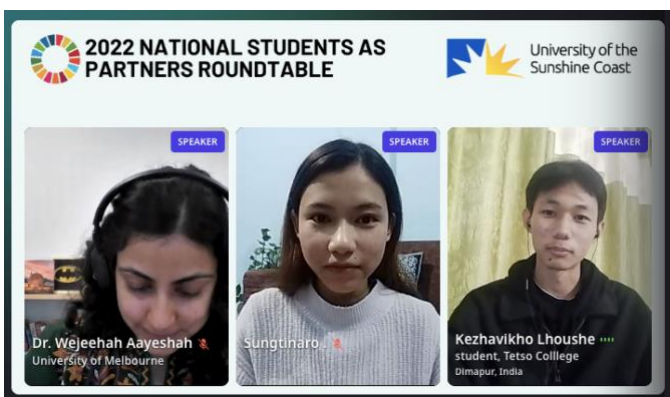 2022 NATIONAL STUDENTS AS
PARTNERS ROUNDTABLE
University of the
Sunshine Coast
SPEAKER
SPEAKER
SPEAKER
Dr. Wejeehah Aayeshah
University of Melbourne
Sungtinaro .
Kezhavikho Lhoushe
student, Tetso Colllege
Dimapur, India